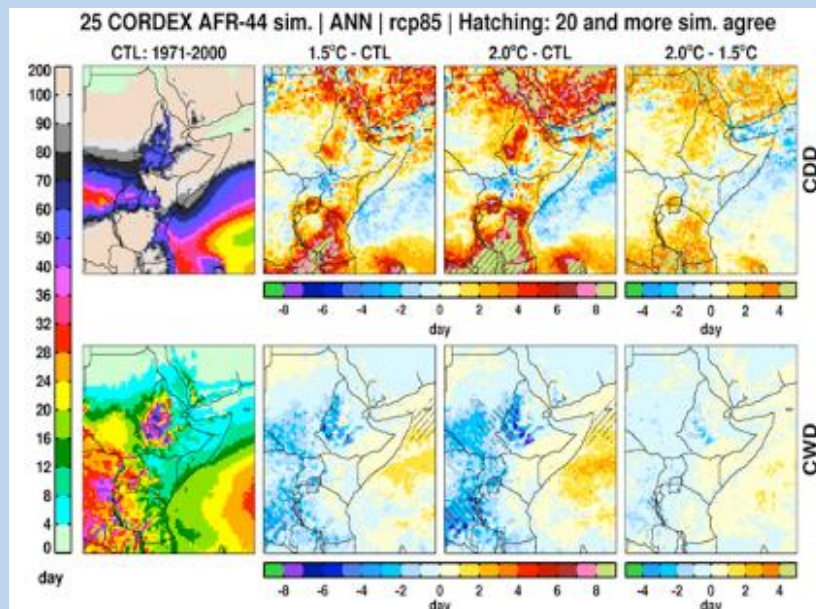 25 CORDEX AFR-44 sim. | ANN | rcp85 | Hatching: 20 and more sim. agree
CTL: 1971-2000 1.5°C - CTL 2.0°C - CTL 2.0°C - 1.5°C
200
100
90
80
70
60
50
40
36
32
28
24
20
16
12
8
4
0
day
CDD
-8 -6 -4 -2 0 2 4 6 8
day
-8 -6 -4 -2 0 2 4 6 8
day
-4 -2 0 2 4
day
CWD
-8 -6 -4 -2 0 2 4 6 8
day
-8 -6 -4 -2 0 2 4 6 8
day
-4 -2 0 2 4
day